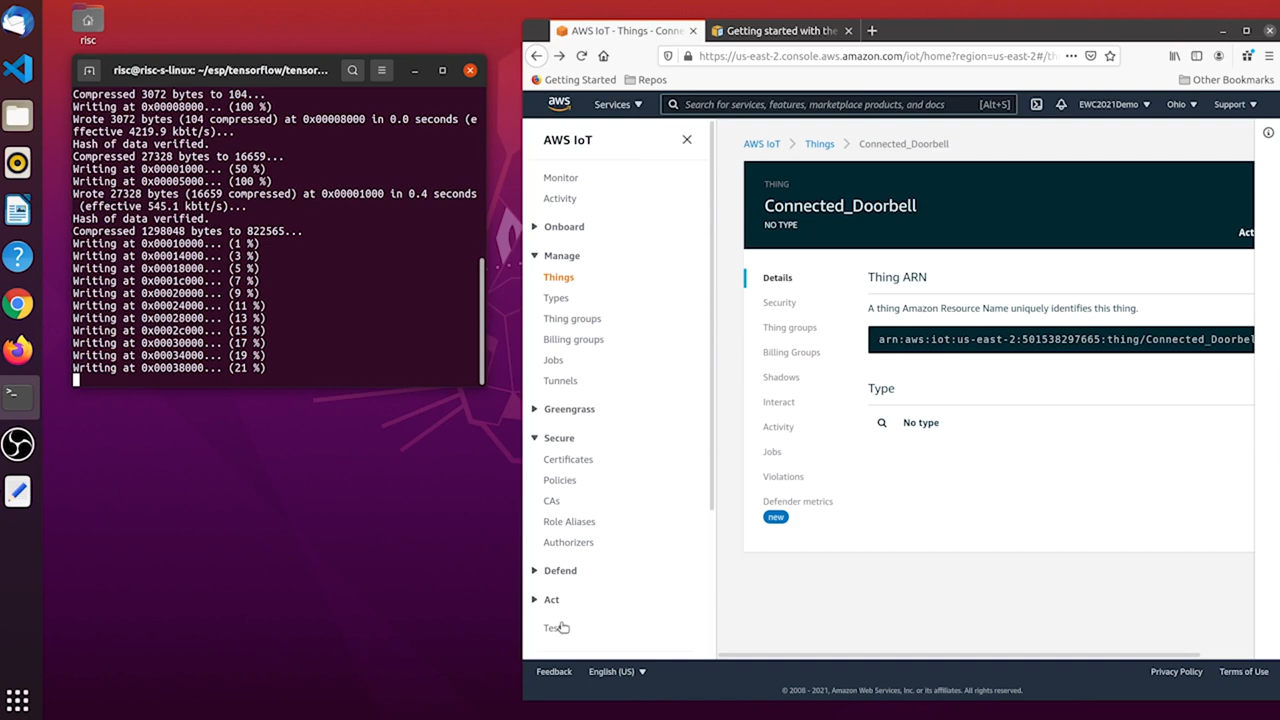 risc
risc@risc-s-linux: ~/esp/tensorflow/tensor...
Compressed 3072 bytes to 104...
Writing at 0x00008000... (100 %)
Wrote 3072 bytes (104 compressed) at 0x00008000 in 0.0 seconds (e
ffective 4219.9 kbit/s)...
Hash of data verified.
Compressed 27328 bytes to 16659...
Writing at 0x00001000... (50 %)
Writing at 0x00005000... (100 %)
Wrote 27328 bytes (16659 compressed) at 0x00001000 in 0.4 seconds
(effective 545.1 kbit/s)...
Hash of data verified.
Compressed 1298048 bytes to 822565...
Writing at 0x00010000... (1 %)
Writing at 0x00014000... (3 %)
Writing at 0x00018000... (5 %)
Writing at 0x0001c000... (7 %)
Writing at 0x00020000... (9 %)
Writing at 0x00024000... (11 %)
Writing at 0x00028000... (13 %)
Writing at 0x0002c000... (15 %)
Writing at 0x00030000... (17 %)
Writing at 0x00034000... (19 %)
Writing at 0x00038000... (21 %)
AWS IoT - Things - Conne
Getting started with the
https://us-east-2.console.aws.amazon.com/iot/home?region=us-east-2#/th
Getting Started
Repos
Other Bookmarks
aws
Services
Search for services, features, marketplace products, and docs
[Alt+S]
EWC2021Demo
Ohio
Support
AWS IoT
Monitor
Activity
Onboard
Manage
Things
Types
Thing groups
Billing groups
Jobs
Tunnels
Greengrass
Secure
Certificates
Policies
CAs
Role Aliases
Authorizers
Defend
Act
AWS IoT
Things
Connected_Doorbell
THING
Connected_Doorbell
NO TYPE
Act
Details
Security
Thing groups
Billing Groups
Shadows
Interact
Activity
Jobs
Violations
Defender metrics
new
Thing ARN
A thing Amazon Resource Name uniquely identifies this thing.
arn:aws:iot:us-east-2:501538297665:thing/Connected_Doorbel
Type
No type
Feedback
English (US)
Privacy Policy
Terms of Use
© 2008 - 2021, Amazon Web Services, Inc. or its affiliates. All rights reserved.